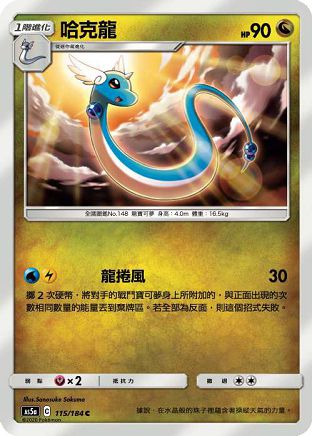 1階進化
哈克龍
HP 90
從迷你龍進化
全國圖鑑No.148 龍寶可夢 身高：4.0m 體重：16.5kg
龍捲風 30
擲2次硬幣，將對手的戰鬥寶可夢身上所附加的，與正面出現的次
數相同數量的能量丟到棄牌區。若全部為反面，則這個招式失敗。
弱點 ×2 抵抗力 撤退
Illus.Sanosuke Sakuma
C 115/184 C
©2020 Pokémon
據說，在水晶般的珠子裡蘊含著操縱天氣的力量。